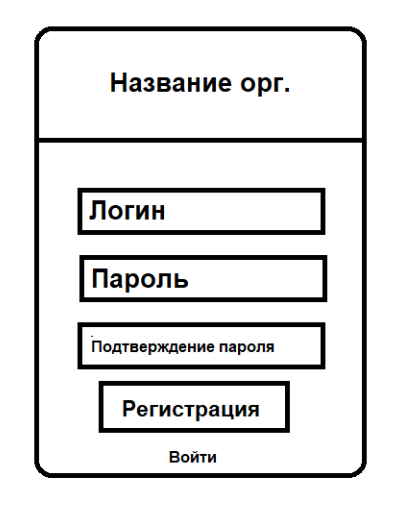 Название орг.
Логин
Пароль
Подтверждение пароля
Регистрация
Войти